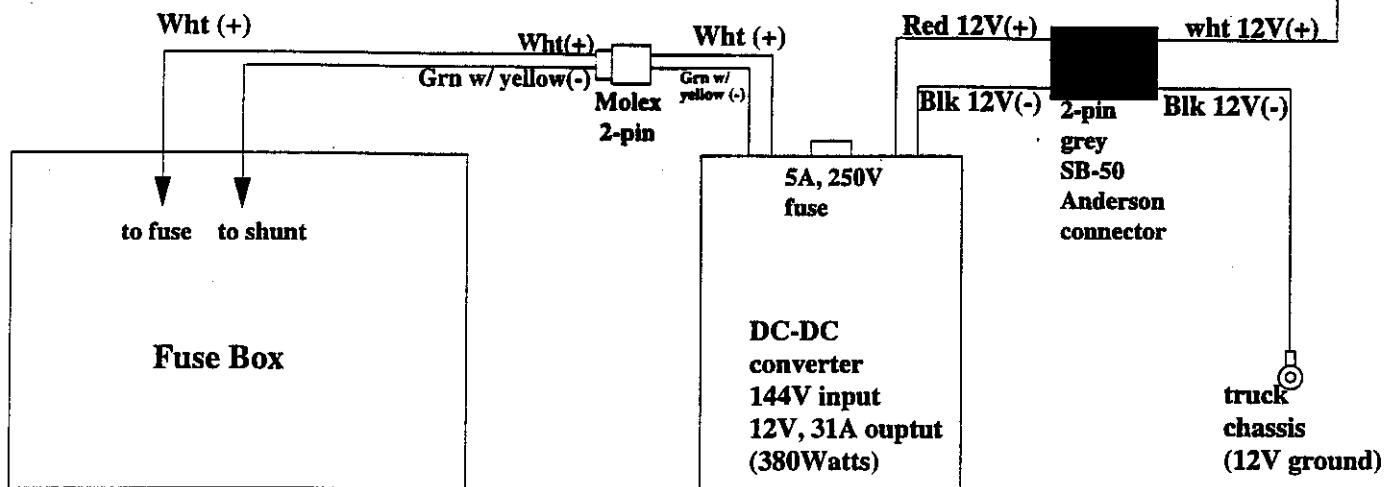 Wht (+)
Wht(+)
Grn w/ yellow(-)
Molex
2-pin
Wht (+)
Grn w/
yellow (-)
Red 12V(+)
wht 12V(+)
Blk 12V(-)
Blk 12V(-)
2-pin
grey
SB-50
Anderson
connector
to fuse
to shunt
Fuse Box
5A, 250V
fuse
DC-DC
converter
144V input
12V, 31A ouptut
(380Watts)
truck
chassis
(12V ground)